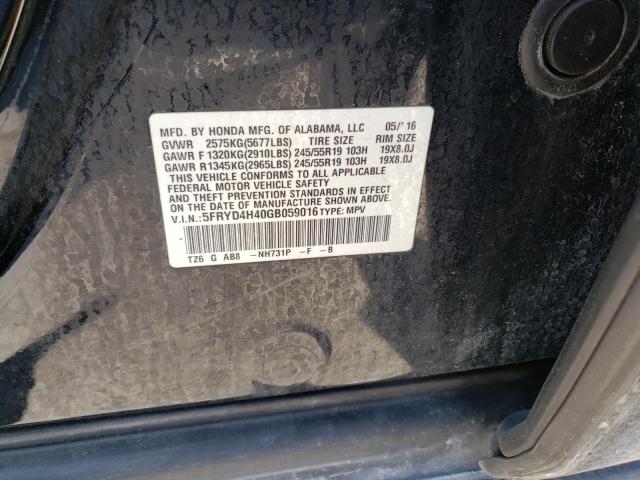 MFD. BY HONDA MFG. OF ALABAMA, LLC 05/'16
GVWR 2575KG(5677LBS) TIRE SIZE RIM SIZE
GAWR F 1320KG(2910LBS) 245/55R19 103H 19X8.0J
GAWR R1345KG(2965LBS) 245/55R19 103H 19X8.0J
THIS VEHICLE CONFORMS TO ALL APPLICABLE
FEDERAL MOTOR VEHICLE SAFETY
AND THEFT PREVENTION STANDARDS IN EFFECT
ON THE DATE OF MANUFACTURE SHOWN ABOVE.
V.I.N.:5FRYD4H40GB059016 TYPE: MPV
TZ6 G AB8 -NH731P -F -B